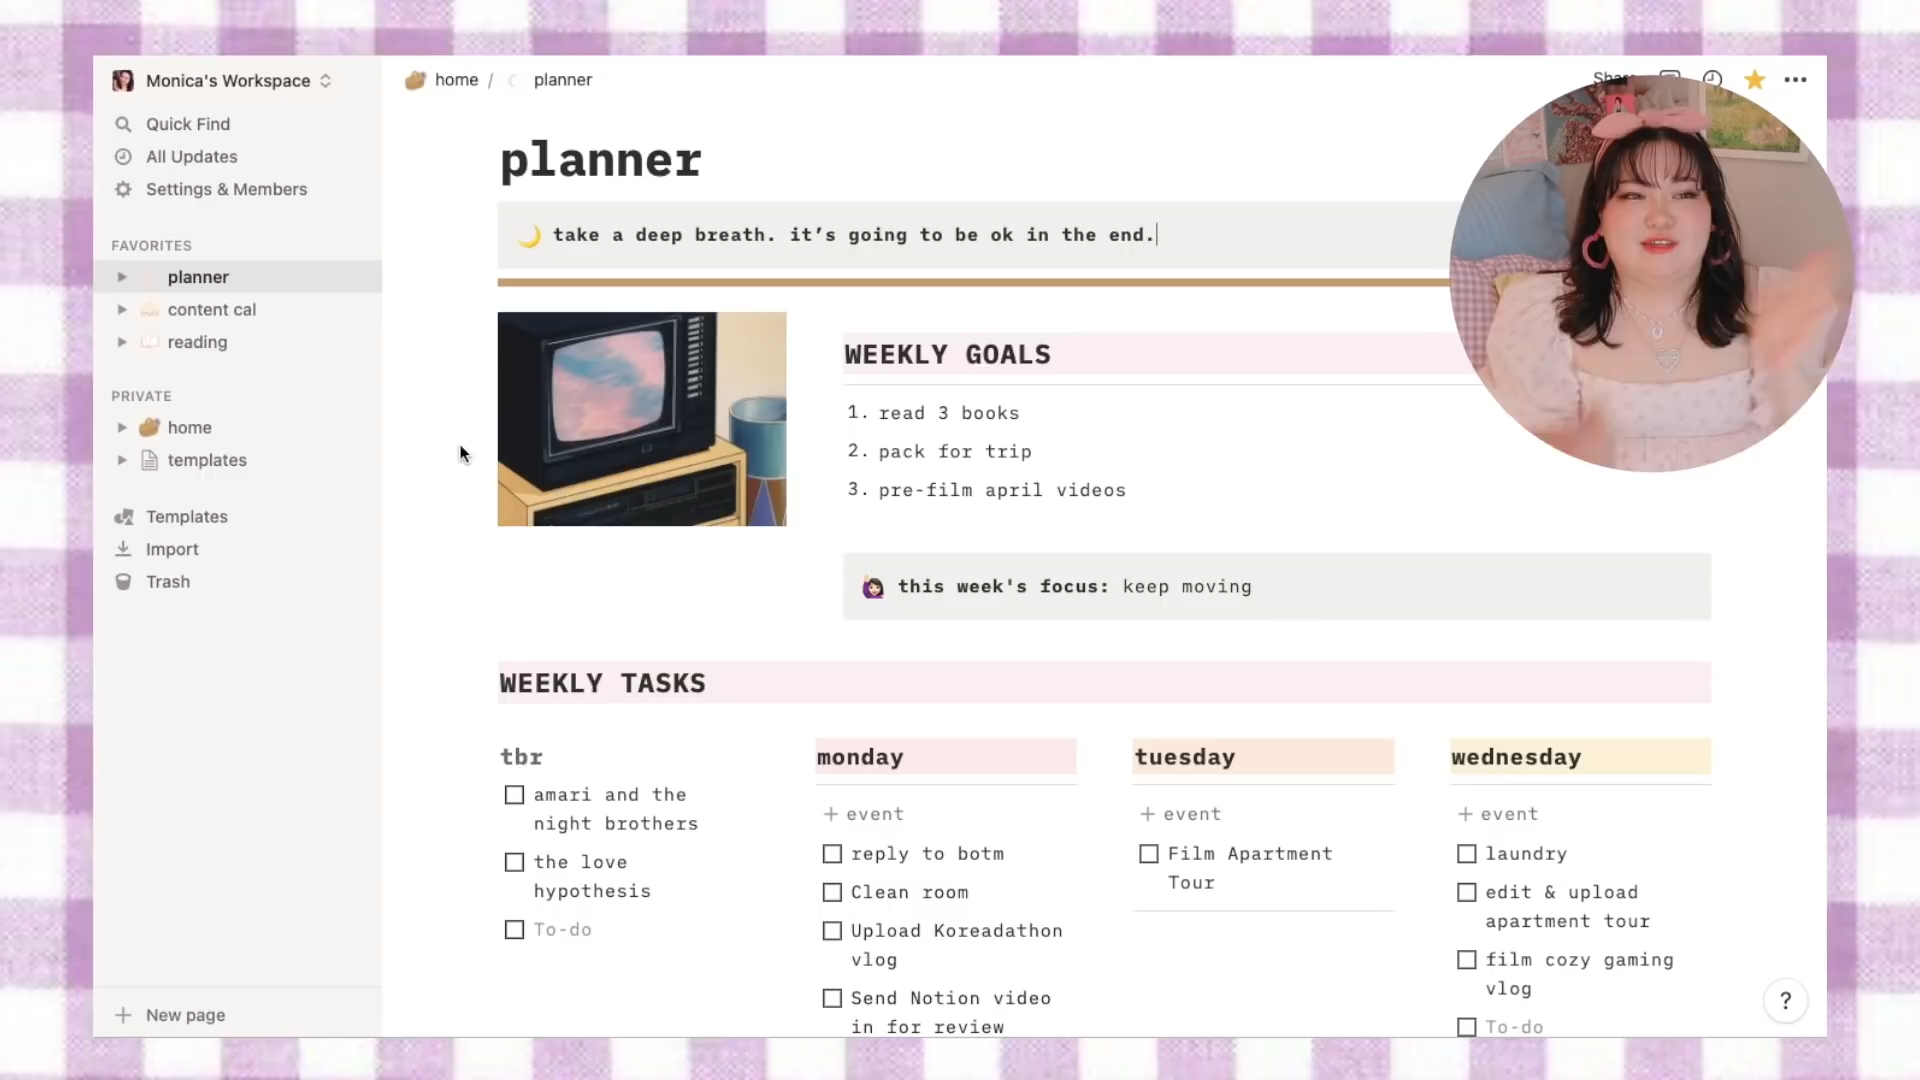 Monica's Workspace
Quick Find
All Updates
Settings & Members
FAVORITES
planner
content cal
reading
PRIVATE
home
templates
Templates
Import
Trash
New page
home / planner
Share
planner
🌙 take a deep breath. it’s going to be ok in the end.
WEEKLY GOALS
1. read 3 books
2. pack for trip
3. pre-film april videos
this week's focus: keep moving
WEEKLY TASKS
tbr
amari and the
night brothers
the love
hypothesis
To-do
monday
+ event
reply to botm
Clean room
Upload Koreadathon
vlog
Send Notion video
in for review
tuesday
+ event
Film Apartment
Tour
wednesday
+ event
laundry
edit & upload
apartment tour
film cozy gaming
vlog
To-do
?